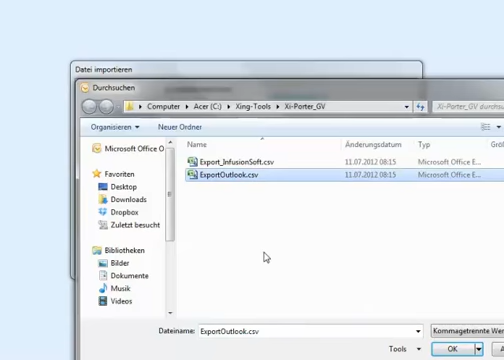 Datei importieren
Durchsuchen
Computer ▸ Acer (C:) ▸ Xing-Tools ▸ Xi-Porter_GV
Xi-Porter_GV durchsu
Organisieren ▾ Neuer Ordner
Name Änderungsdatum Typ
Microsoft Office O
Export_InfusionSoft.csv 11.07.2012 08:15 Microsoft Office E...
ExportOutlook.csv 11.07.2012 08:15 Microsoft Office E...
Favoriten
Desktop
Downloads
Dropbox
Zuletzt besucht
Bibliotheken
Bilder
Dokumente
Musik
Videos
Dateiname: ExportOutlook.csv
Kommagetrennte Wer
Tools ▾ OK